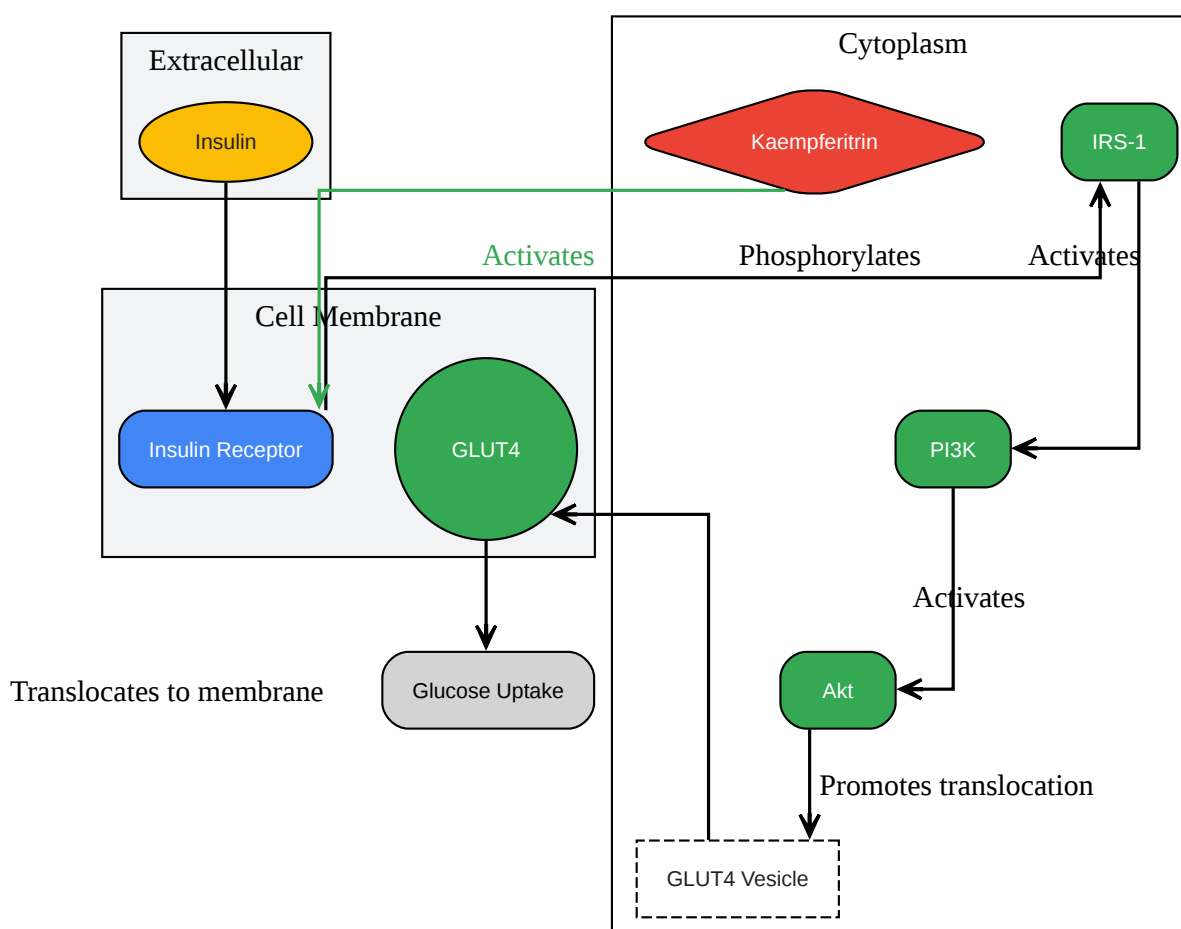 Cytoplasm
Extracellular
Insulin
Kaempferitrin
IRS-1
Activates
Phosphorylates
Activates
Cell Membrane
Insulin Receptor
GLUT4
PI3K
Activates
Translocates to membrane
Glucose Uptake
Akt
Promotes translocation
GLUT4 Vesicle